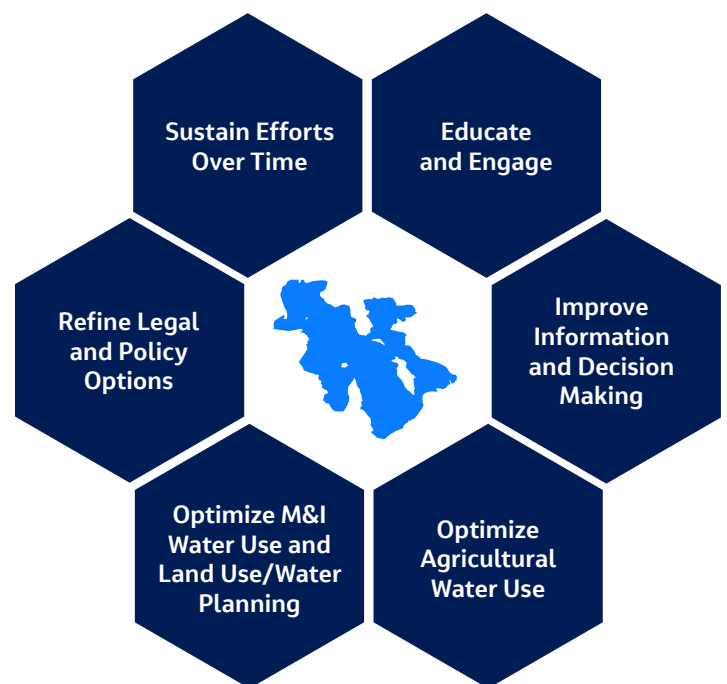 Sustain Efforts
Over Time
Educate
and Engage
Refine Legal
and Policy
Options
Improve
Information
and Decision
Making
Optimize M&I
Water Use and
Land Use/Water
Planning
Optimize
Agricultural
Water Use